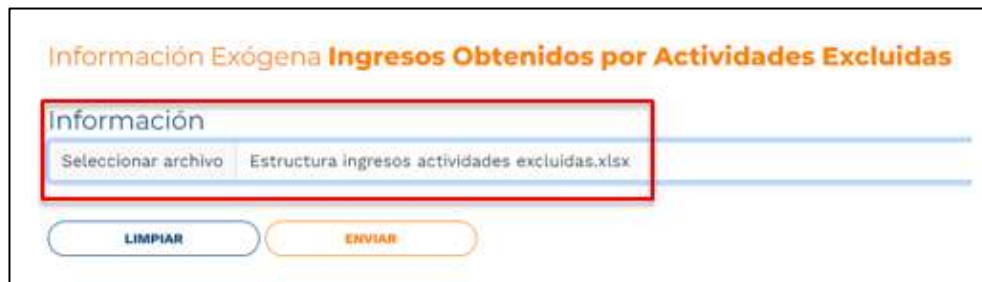 Información Exógena Ingresos Obtenidos por Actividades Excluidas
Información
Seleccionar archivo Estructura ingresos actividades excluidas.xlsx
LIMPIAR ENVIAR